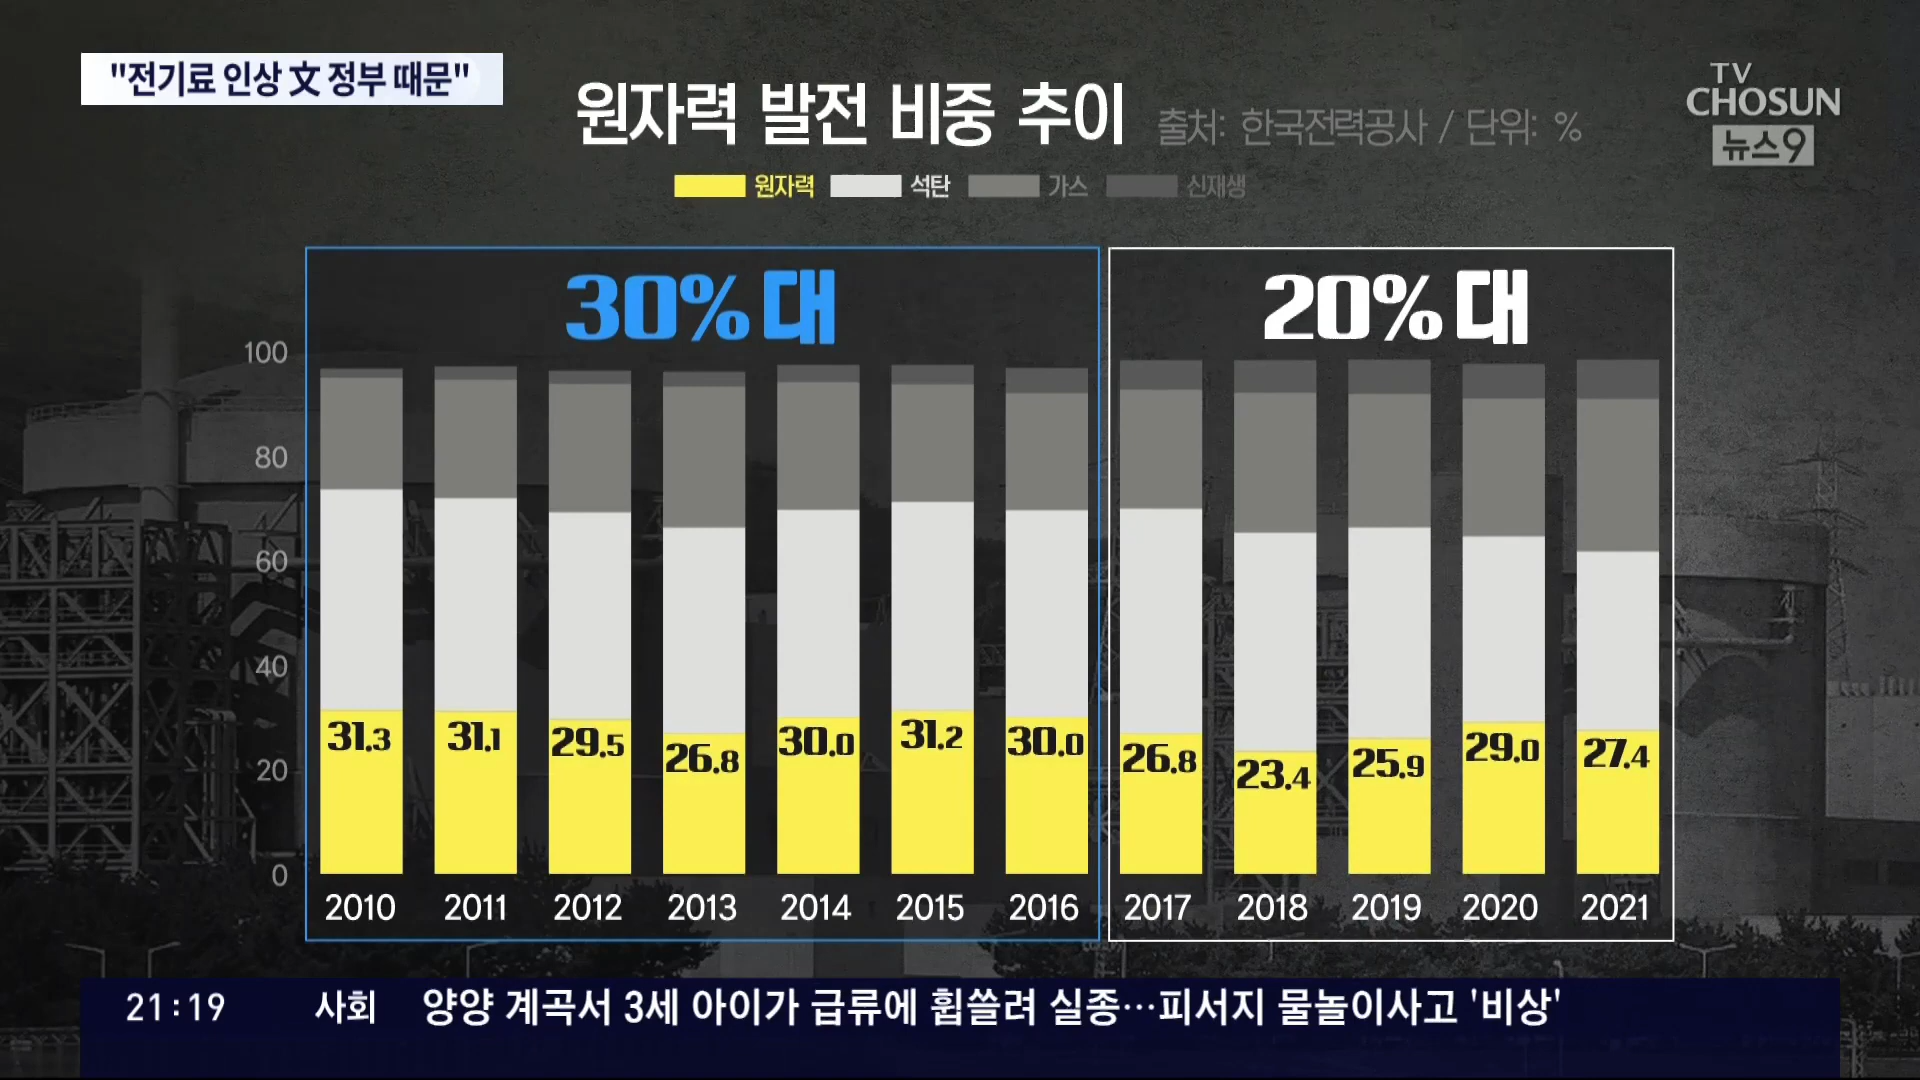 "전기료 인상 文 정부 때문"
원자력 발전 비중 추이 출처: 한국전력공사 / 단위: %
TV
CHOSUN
뉴스9
원자력 석탄 가스 신재생
30%대
20%대
100
80
60
40
20
0
31.3 31.1 29.5 26.8 30.0 31.2 30.0 26.8 23.4 25.9 29.0 27.4
2010 2011 2012 2013 2014 2015 2016 2017 2018 2019 2020 2021
21:19 사회 양양 계곡서 3세 아이가 급류에 휩쓸려 실종…피서지 물놀이사고 '비상'